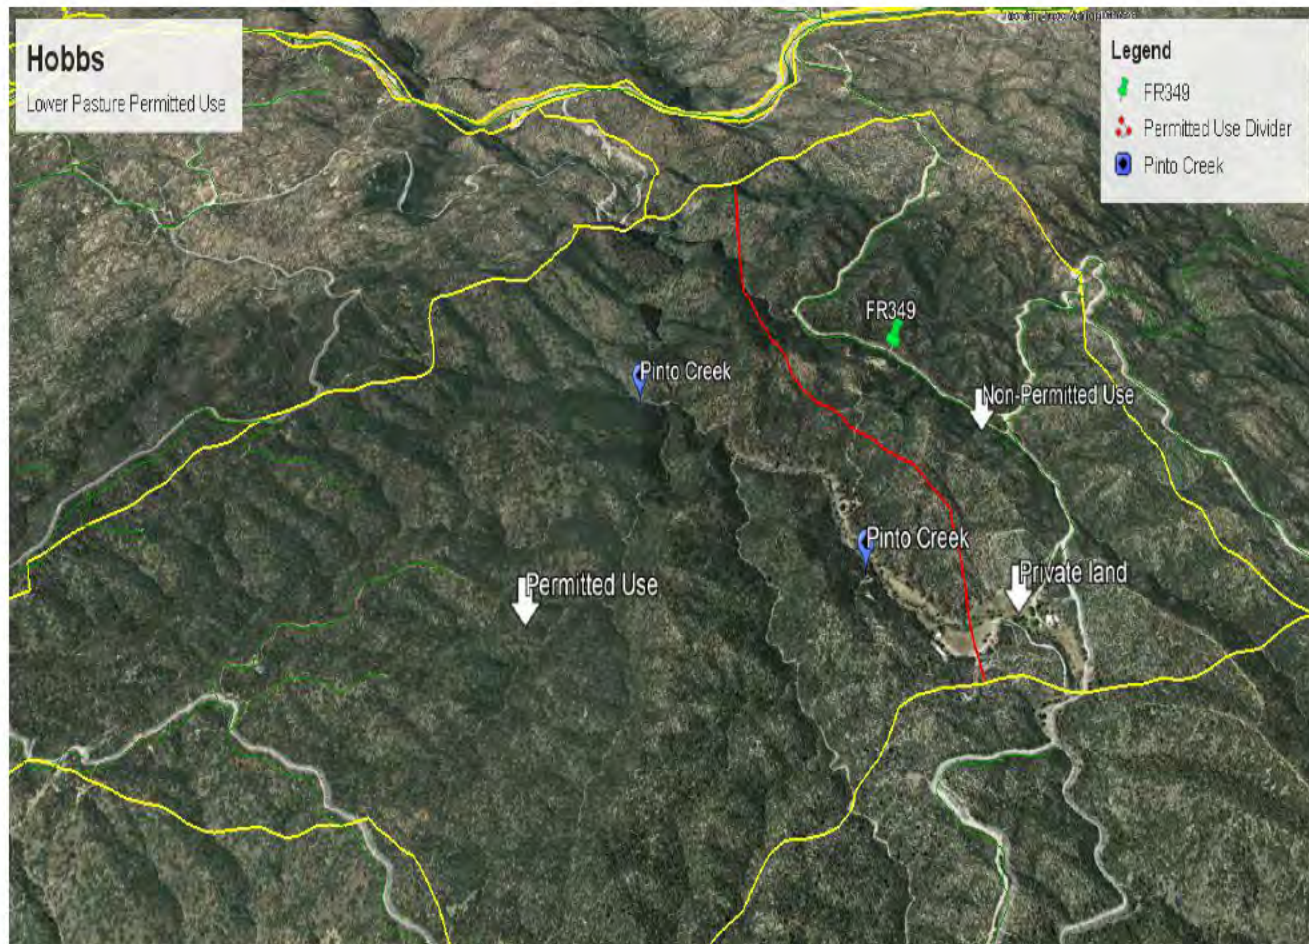 Hobbs
Lower Pasture Permitted Use
Legend
FR349
Permitted Use Divider
Pinto Creek
FR349
Pinto Creek
Non-Permitted Use
Pinto Creek
Permitted Use
Private land